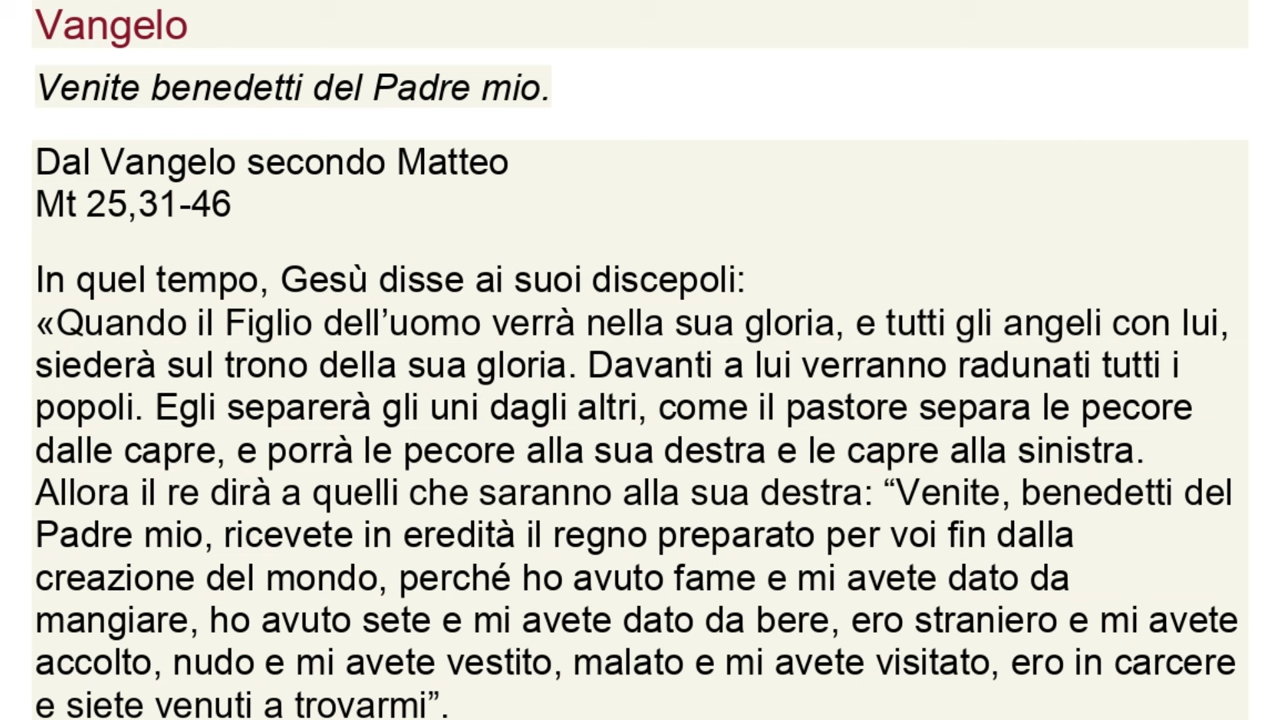 Vangelo
Venite benedetti del Padre mio.
Dal Vangelo secondo Matteo
Mt 25,31-46
In quel tempo, Gesù disse ai suoi discepoli:
«Quando il Figlio dell’uomo verrà nella sua gloria, e tutti gli angeli con lui,
siederà sul trono della sua gloria. Davanti a lui verranno radunati tutti i
popoli. Egli separerà gli uni dagli altri, come il pastore separa le pecore
dalle capre, e porrà le pecore alla sua destra e le capre alla sinistra.
Allora il re dirà a quelli che saranno alla sua destra: “Venite, benedetti del
Padre mio, ricevete in eredità il regno preparato per voi fin dalla
creazione del mondo, perché ho avuto fame e mi avete dato da
mangiare, ho avuto sete e mi avete dato da bere, ero straniero e mi avete
accolto, nudo e mi avete vestito, malato e mi avete visitato, ero in carcere
e siete venuti a trovarmi”.